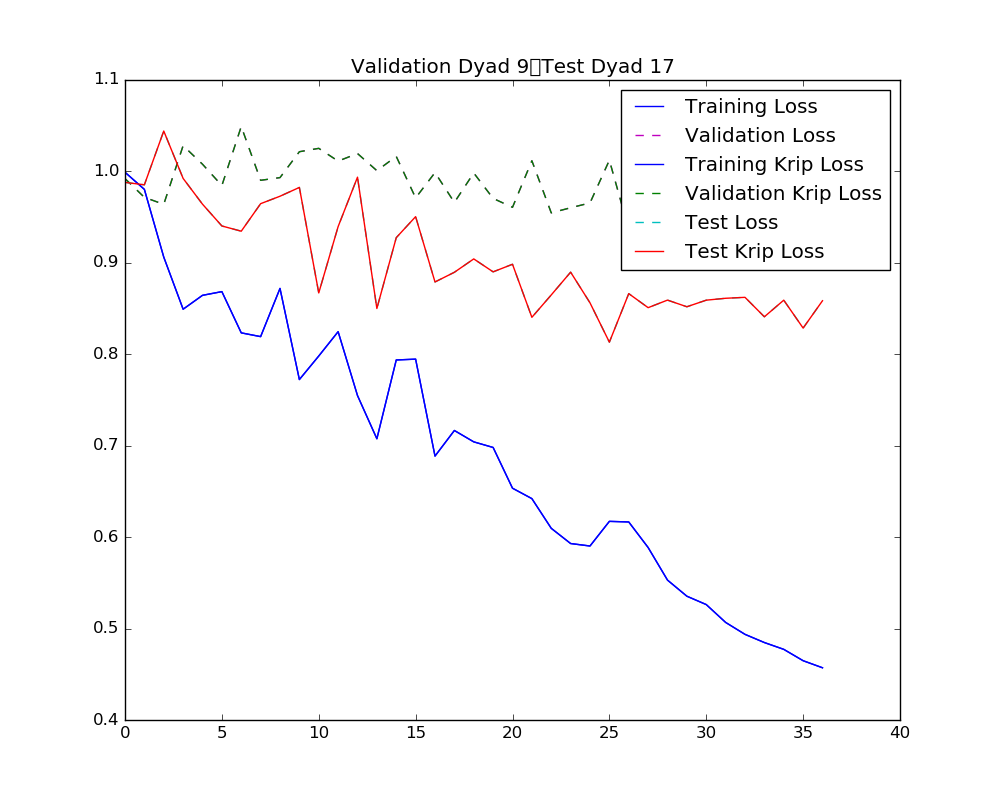 Validation Dyad 9▯Test Dyad 17
1.1
1.0
0.9
0.8
0.7
0.6
0.5
0.4
0
5
10
15
20
25
30
35
40
Training Loss
Validation Loss
Training Krip Loss
Validation Krip Loss
Test Loss
Test Krip Loss